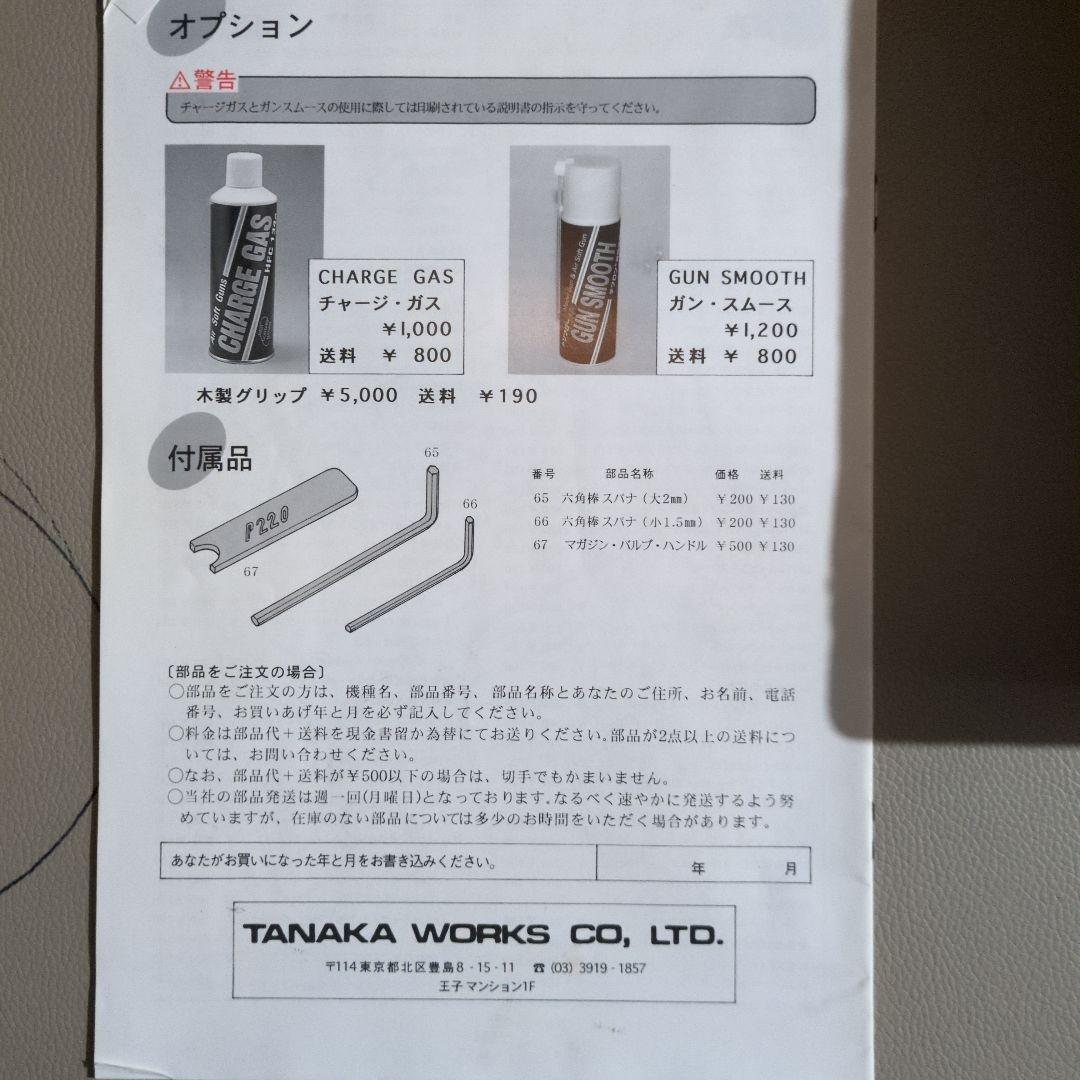 オプション
⚠警告
チャージガスとガンスムースの使用に際しては印刷されている説明書の指示を守ってください。
Air Soft Guns
CHARGE GAS
CHARGE GAS
チャージ・ガス
¥1,000
送料 ¥ 800
GUN SMOOTH
GUN SMOOTH
ガン・スムース
¥1,200
送料 ¥ 800
木製グリップ ¥5,000 送料 ¥190
付属品
65
66
67
P220
番号 部品名称 価格 送料
65 六角棒スパナ(大2㎜) ¥200 ¥130
66 六角棒スパナ(小1.5㎜) ¥200 ¥130
67 マガジン・バルブ・ハンドル ¥500 ¥130
〔部品をご注文の場合〕
○部品をご注文の方は、機種名、部品番号、部品名称とあなたのご住所、お名前、電話
番号、お買いあげ年と月を必ず記入してください。
○料金は部品代+送料を現金書留か為替にてお送りください。部品が2点以上の送料につ
いては、お問い合わせください。
○なお、部品代+送料が¥500以下の場合は、切手でもかまいません。
○当社の部品発送は週一回(月曜日)となっております。なるべく速やかに発送するよう努
めていますが、在庫のない部品については多少のお時間をいただく場合があります。
あなたがお買いになった年と月をお書き込みください。 年 月
TANAKA WORKS CO, LTD.
〒114 東京都北区豊島8-15-11 ☎(03)3919-1857
王子マンション1F